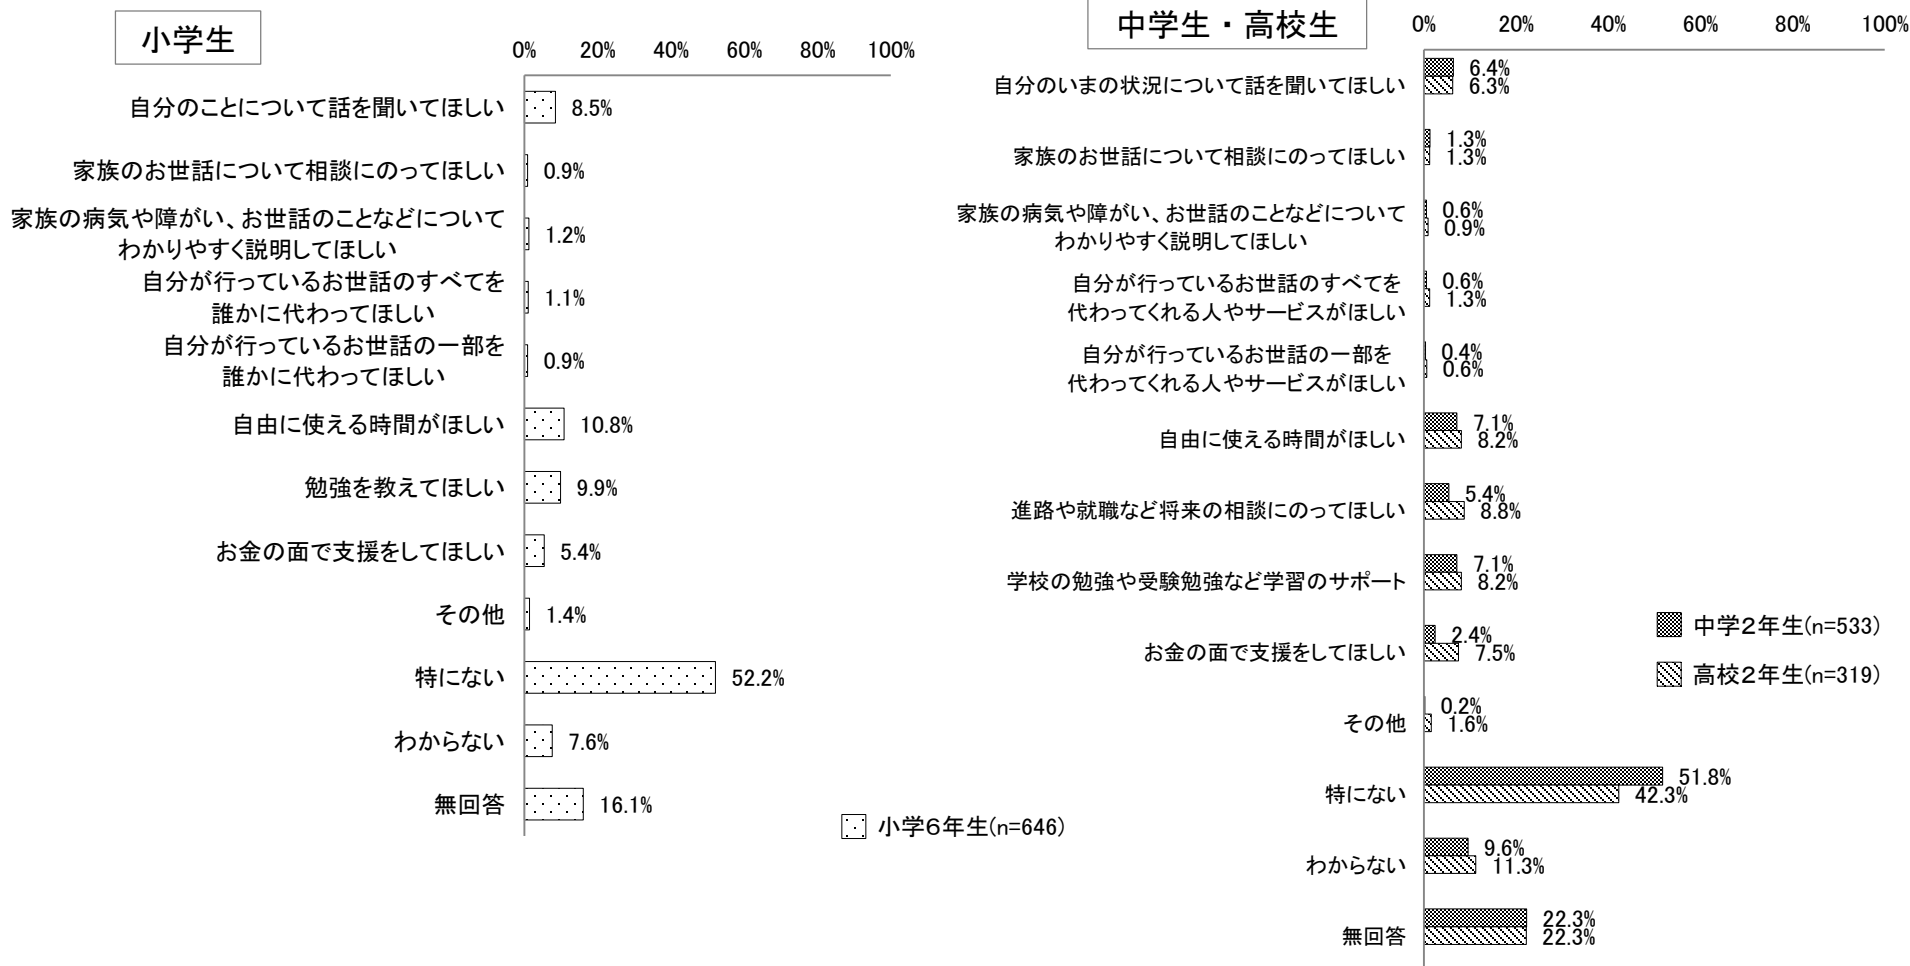 小学生
0% 20% 40% 60% 80% 100%
自分のことについて話を聞いてほしい 8.5%
家族のお世話について相談にのってほしい 0.9%
家族の病気や障がい、お世話のことなどについて
わかりやすく説明してほしい 1.2%
自分が行っているお世話のすべてを
誰かに代わってほしい 1.1%
自分が行っているお世話の一部を
誰かに代わってほしい 0.9%
自由に使える時間がほしい 10.8%
勉強を教えてほしい 9.9%
お金の面で支援をしてほしい 5.4%
その他 1.4%
特にない 52.2%
わからない 7.6%
無回答 16.1%
小学6年生(n=646)
中学生・高校生
0% 20% 40% 60% 80% 100%
自分のいまの状況について話を聞いてほしい
6.4%
6.3%
家族のお世話について相談にのってほしい
1.3%
1.3%
家族の病気や障がい、お世話のことなどについて
わかりやすく説明してほしい
0.6%
0.9%
自分が行っているお世話のすべてを
代わってくれる人やサービスがほしい
0.6%
1.3%
自分が行っているお世話の一部を
代わってくれる人やサービスがほしい
0.4%
0.6%
自由に使える時間がほしい
7.1%
8.2%
進路や就職など将来の相談にのってほしい
5.4%
8.8%
学校の勉強や受験勉強など学習のサポート
7.1%
8.2%
お金の面で支援をしてほしい
2.4%
7.5%
その他
0.2%
1.6%
特にない
51.8%
42.3%
わからない
9.6%
11.3%
無回答
22.3%
22.3%
中学2年生(n=533)
高校2年生(n=319)